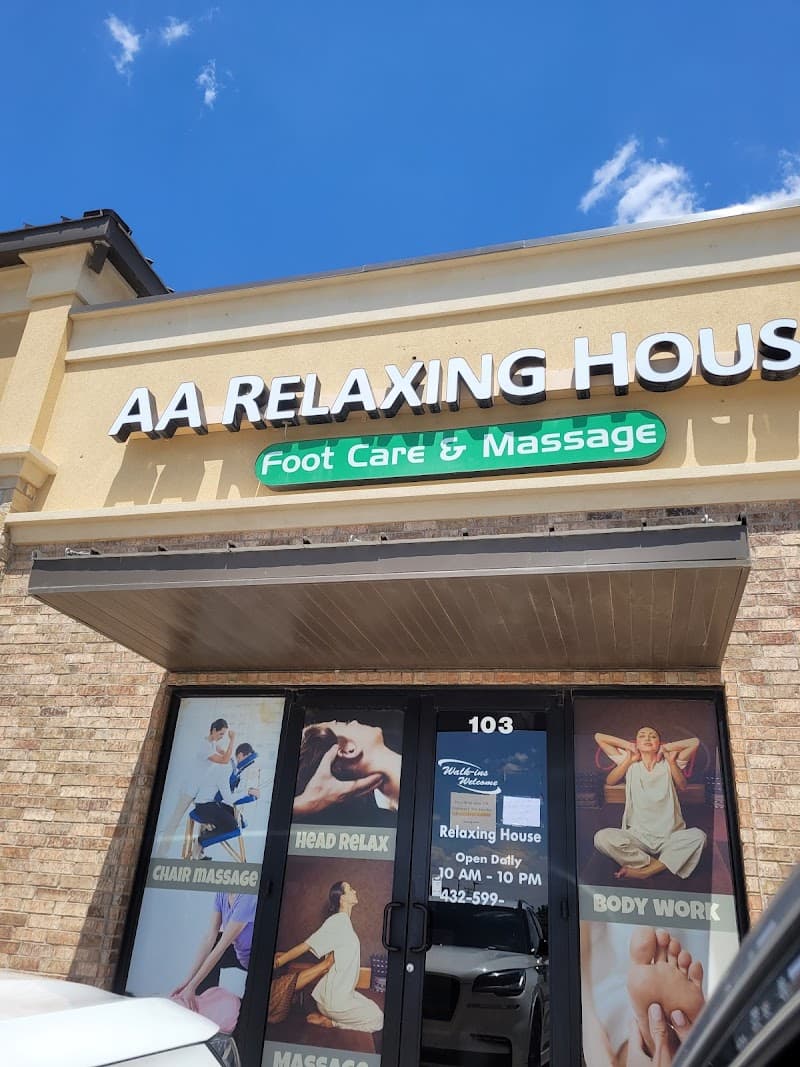 AA RELAXING HOUS
Foot Care & Massage
103
Walk-ins
Welcome
Relaxing House
Open Daily
10 AM - 10 PM
432-599-
CHAIR MASSAGE
HEAD RELAX
MASSAGE
BODY WORK